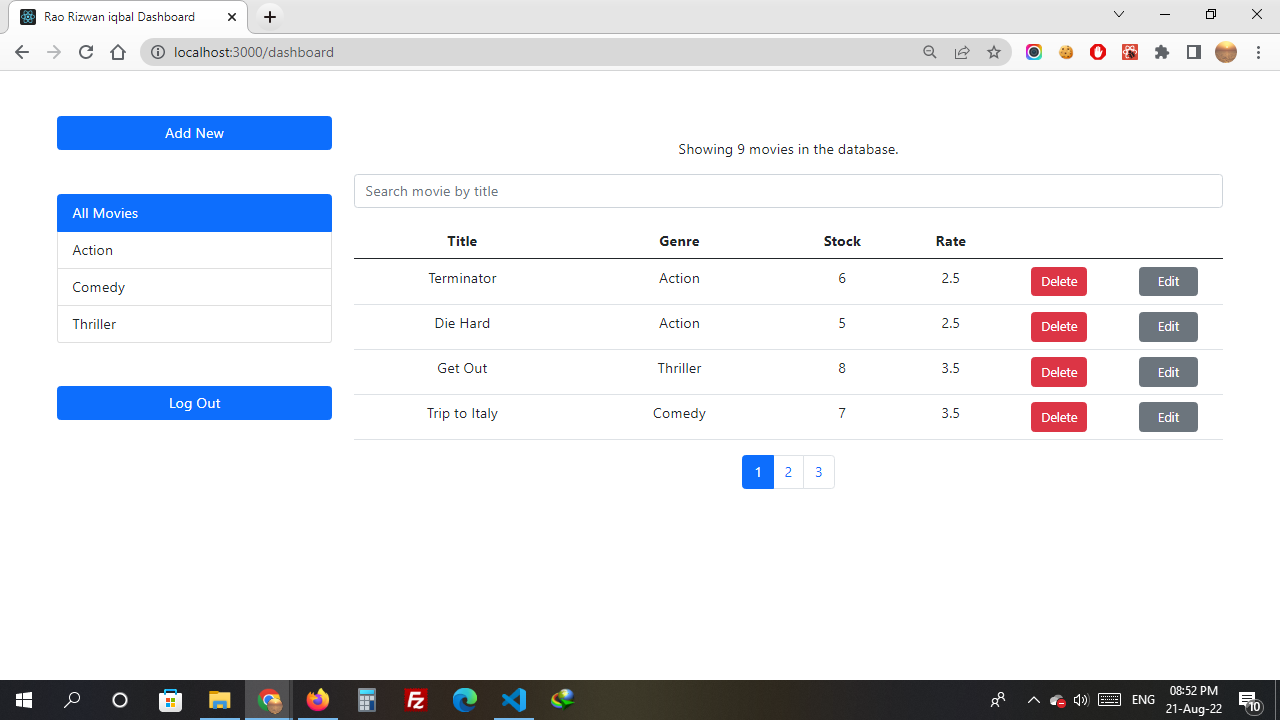 Rao Rizwan iqbal Dashboard
localhost:3000/dashboard
Add New
All Movies
Action
Comedy
Thriller
Log Out
Showing 9 movies in the database.
Search movie by title
Title Genre Stock Rate
Terminator Action 6 2.5 Delete Edit
Die Hard Action 5 2.5 Delete Edit
Get Out Thriller 8 3.5 Delete Edit
Trip to Italy Comedy 7 3.5 Delete Edit
1 2 3
Fz
ENG
08:52 PM
21-Aug-22
10